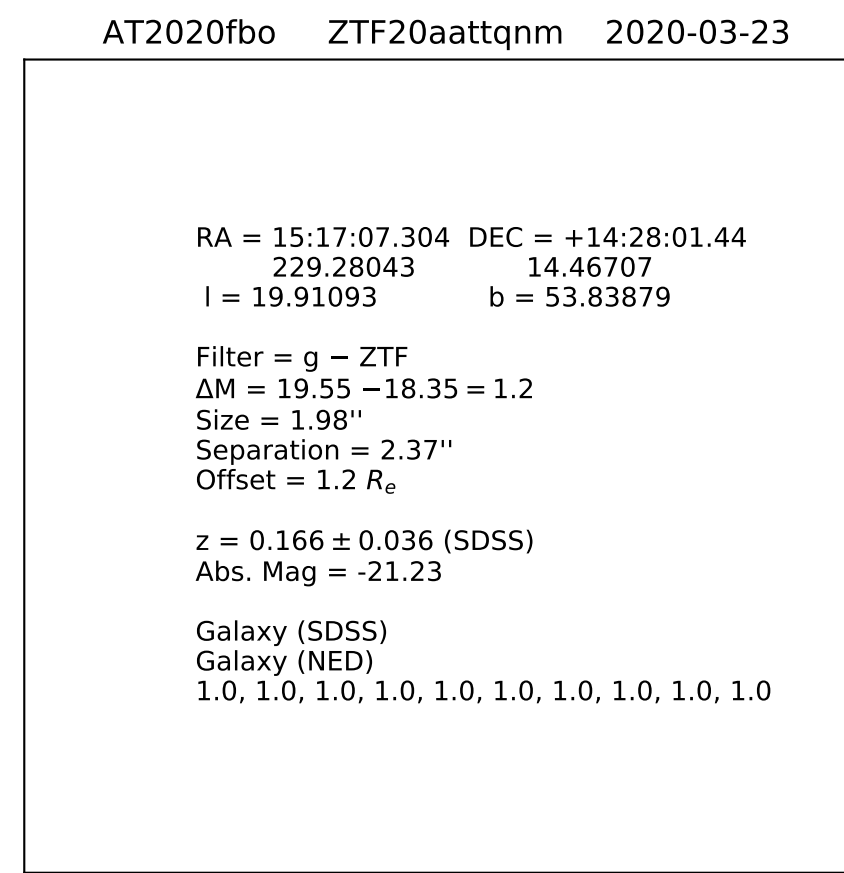 AT2020fbo ZTF20aattqnm 2020-03-23
RA = 15:17:07.304 DEC = +14:28:01.44
229.28043 14.46707
l = 19.91093 b = 53.83879
Filter = g − ZTF
ΔM = 19.55 −18.35 = 1.2
Size = 1.98''
Separation = 2.37''
Offset = 1.2 Rₑ
z = 0.166 ± 0.036 (SDSS)
Abs. Mag = -21.23
Galaxy (SDSS)
Galaxy (NED)
1.0, 1.0, 1.0, 1.0, 1.0, 1.0, 1.0, 1.0, 1.0, 1.0